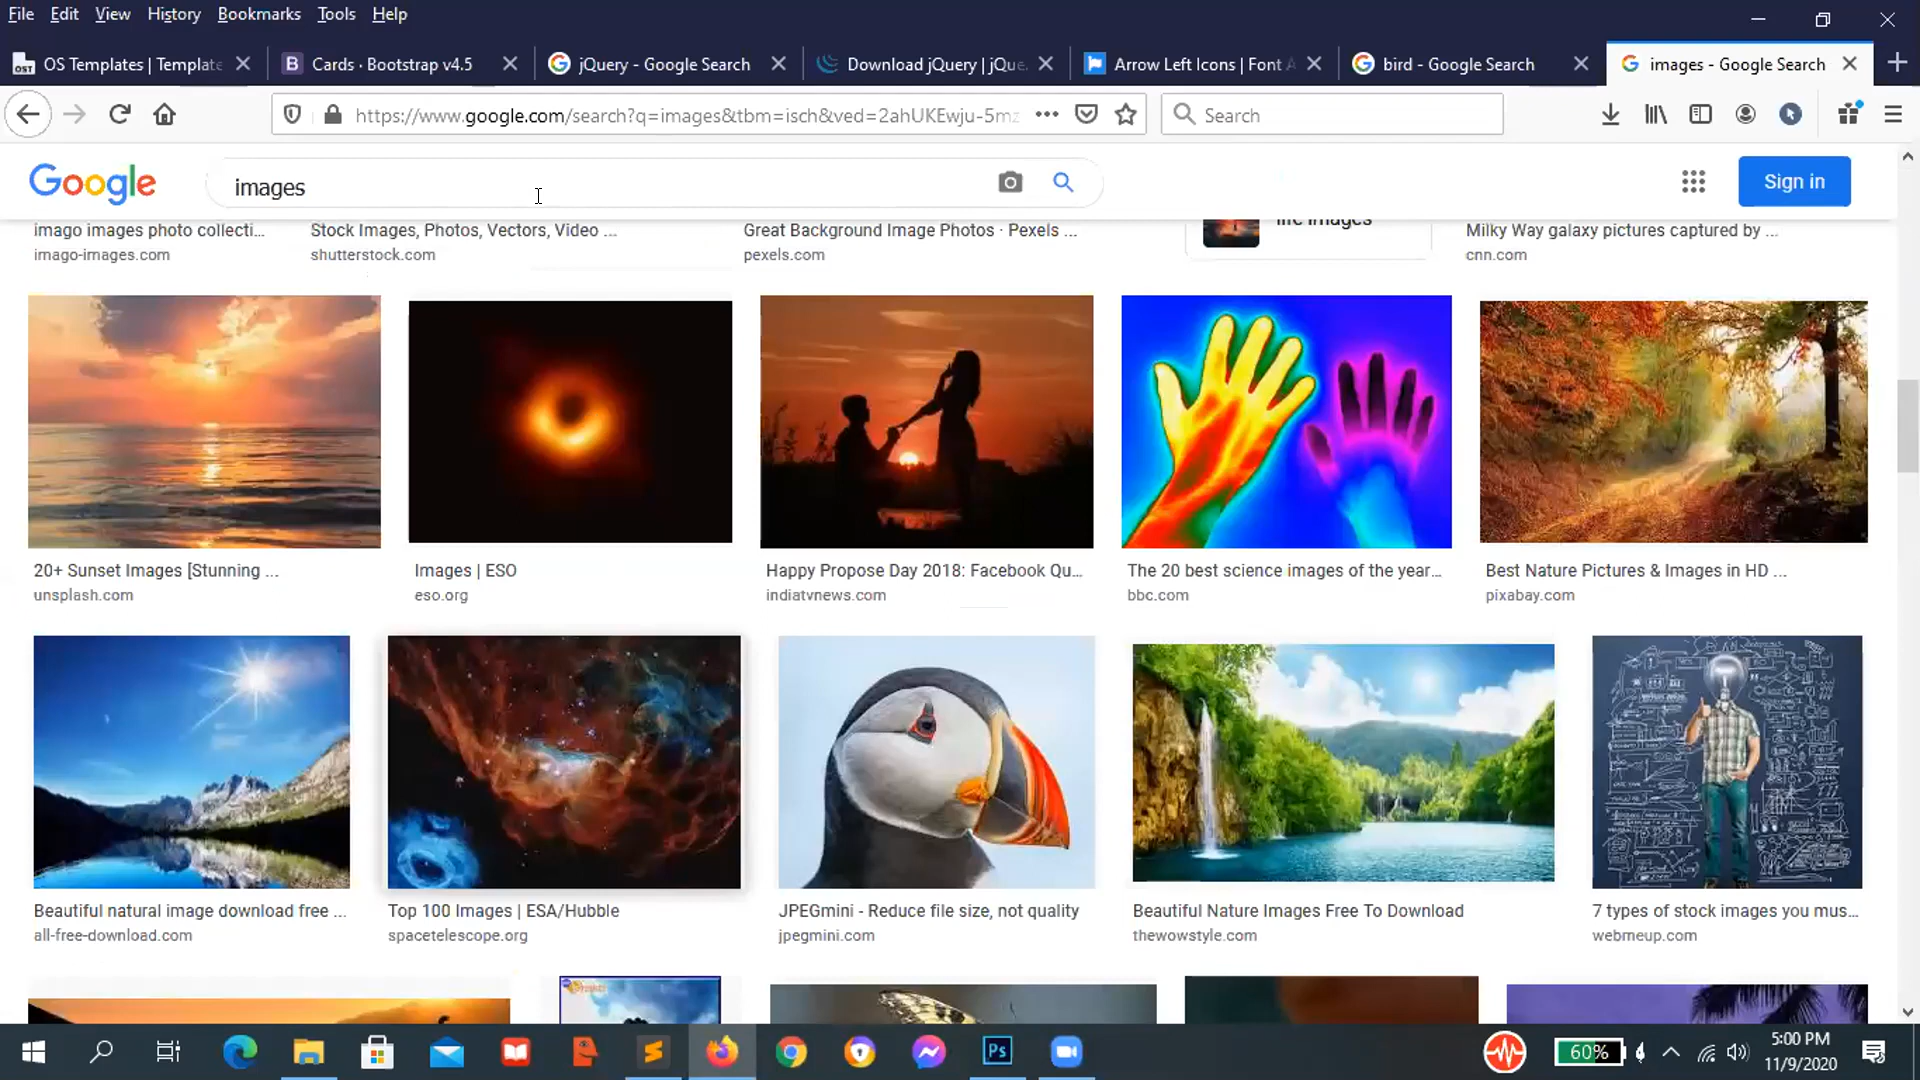 File Edit View History Bookmarks Tools Help
OS Templates | Template
Cards · Bootstrap v4.5
jQuery - Google Search
Download jQuery | jQue
Arrow Left Icons | Font A
bird - Google Search
images - Google Search
https://www.google.com/search?q=images&tbm=isch&ved=2ahUKEwju-5mz
Search
Google
images
Sign in
imago images photo collecti...
imago-images.com
Stock Images, Photos, Vectors, Video ...
shutterstock.com
Great Background Image Photos · Pexels ...
pexels.com
life images
Milky Way galaxy pictures captured by ...
cnn.com
20+ Sunset Images [Stunning ...
unsplash.com
Images | ESO
eso.org
Happy Propose Day 2018: Facebook Qu...
indiatvnews.com
The 20 best science images of the year...
bbc.com
Best Nature Pictures & Images in HD ...
pixabay.com
Beautiful natural image download free ...
all-free-download.com
Top 100 Images | ESA/Hubble
spacetelescope.org
JPEGmini - Reduce file size, not quality
jpegmini.com
Beautiful Nature Images Free To Download
thewowstyle.com
7 types of stock images you mus...
webmeup.com
60%
5:00 PM
11/9/2020